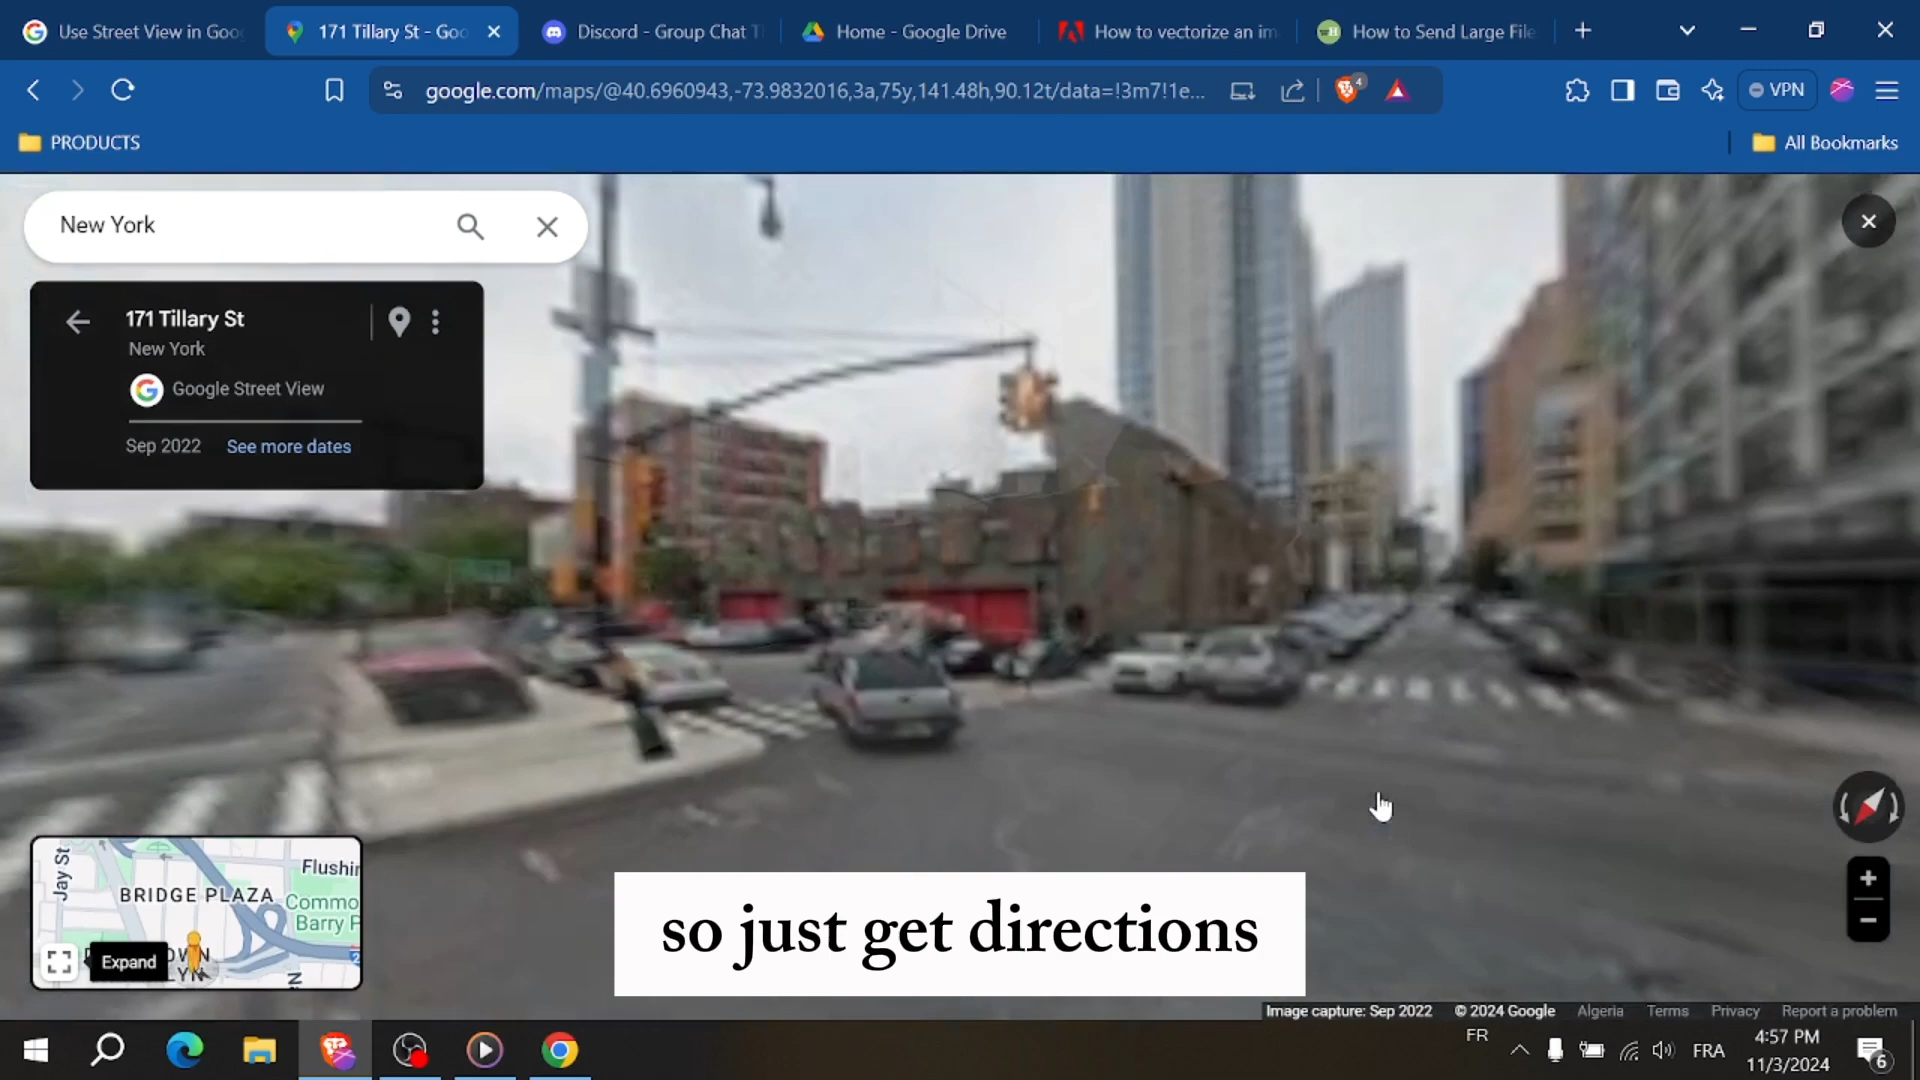 Use Street View in Goo
171 Tillary St - Goo
Discord - Group Chat T
Home - Google Drive
How to vectorize an im
How to Send Large File
google.com/maps/@40.6960943,-73.9832016,3a,75y,141.48h,90.12t/data=!3m7!1e...
4
VPN
PRODUCTS
All Bookmarks
New York
171 Tillary St
New York
Google Street View
Sep 2022
See more dates
Jay St
Flushin
BRIDGE PLAZA
Commo
Barry P
Expand
so just get directions
Image capture: Sep 2022
© 2024 Google
Algeria
Terms
Privacy
Report a problem
FR
FRA
4:57 PM
11/3/2024
6